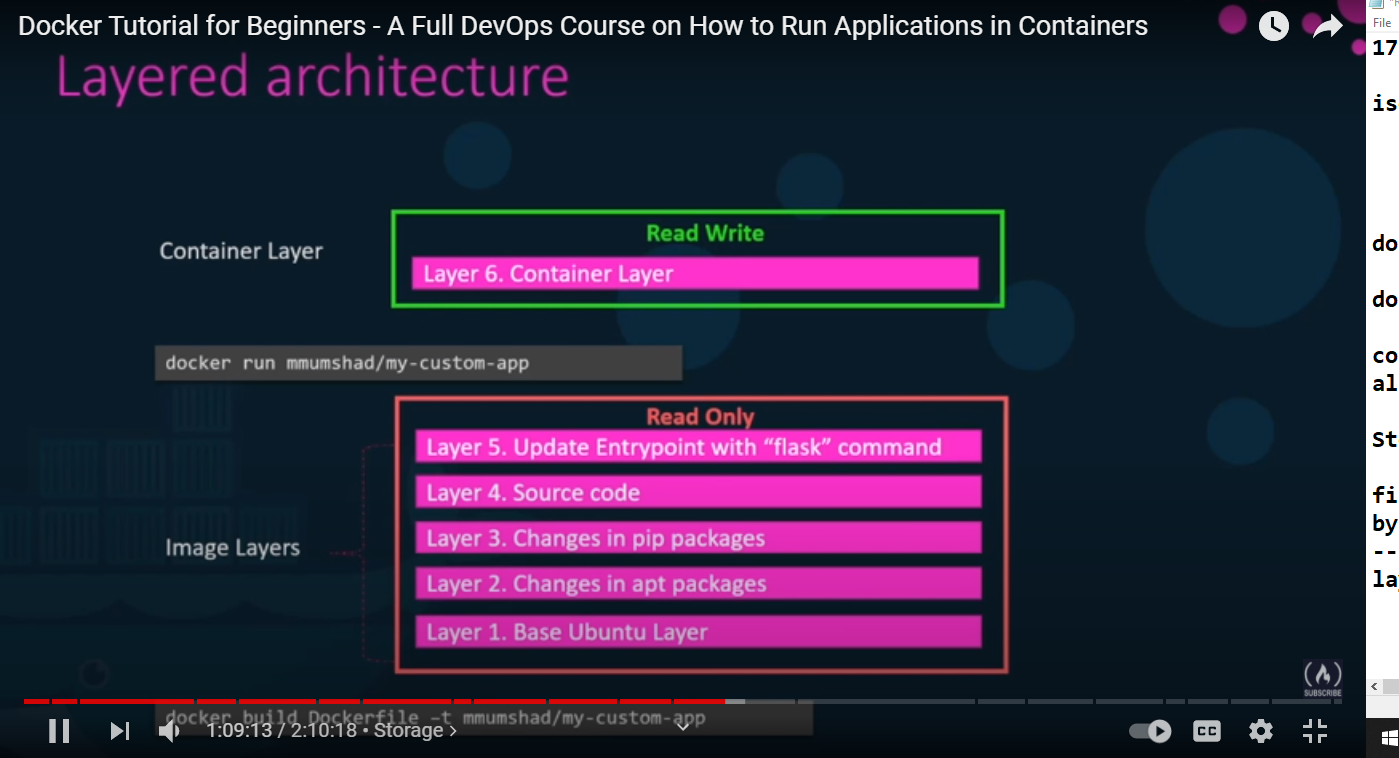 Docker Tutorial for Beginners - A Full DevOps Course on How to Run Applications in Containers
Layered architecture
Container Layer
Read Write
Layer 6. Container Layer
docker run mmumshad/my-custom-app
Read Only
Layer 5. Update Entrypoint with “flask” command
Layer 4. Source code
Layer 3. Changes in pip packages
Layer 2. Changes in apt packages
Layer 1. Base Ubuntu Layer
Image Layers
docker build Dockerfile –t mmumshad/my-custom-app
1:09:13 / 2:10:18 • Storage ›
CC
SUBSCRIBE
File
17
is
do
do
co
al
St
fi
by
--
la